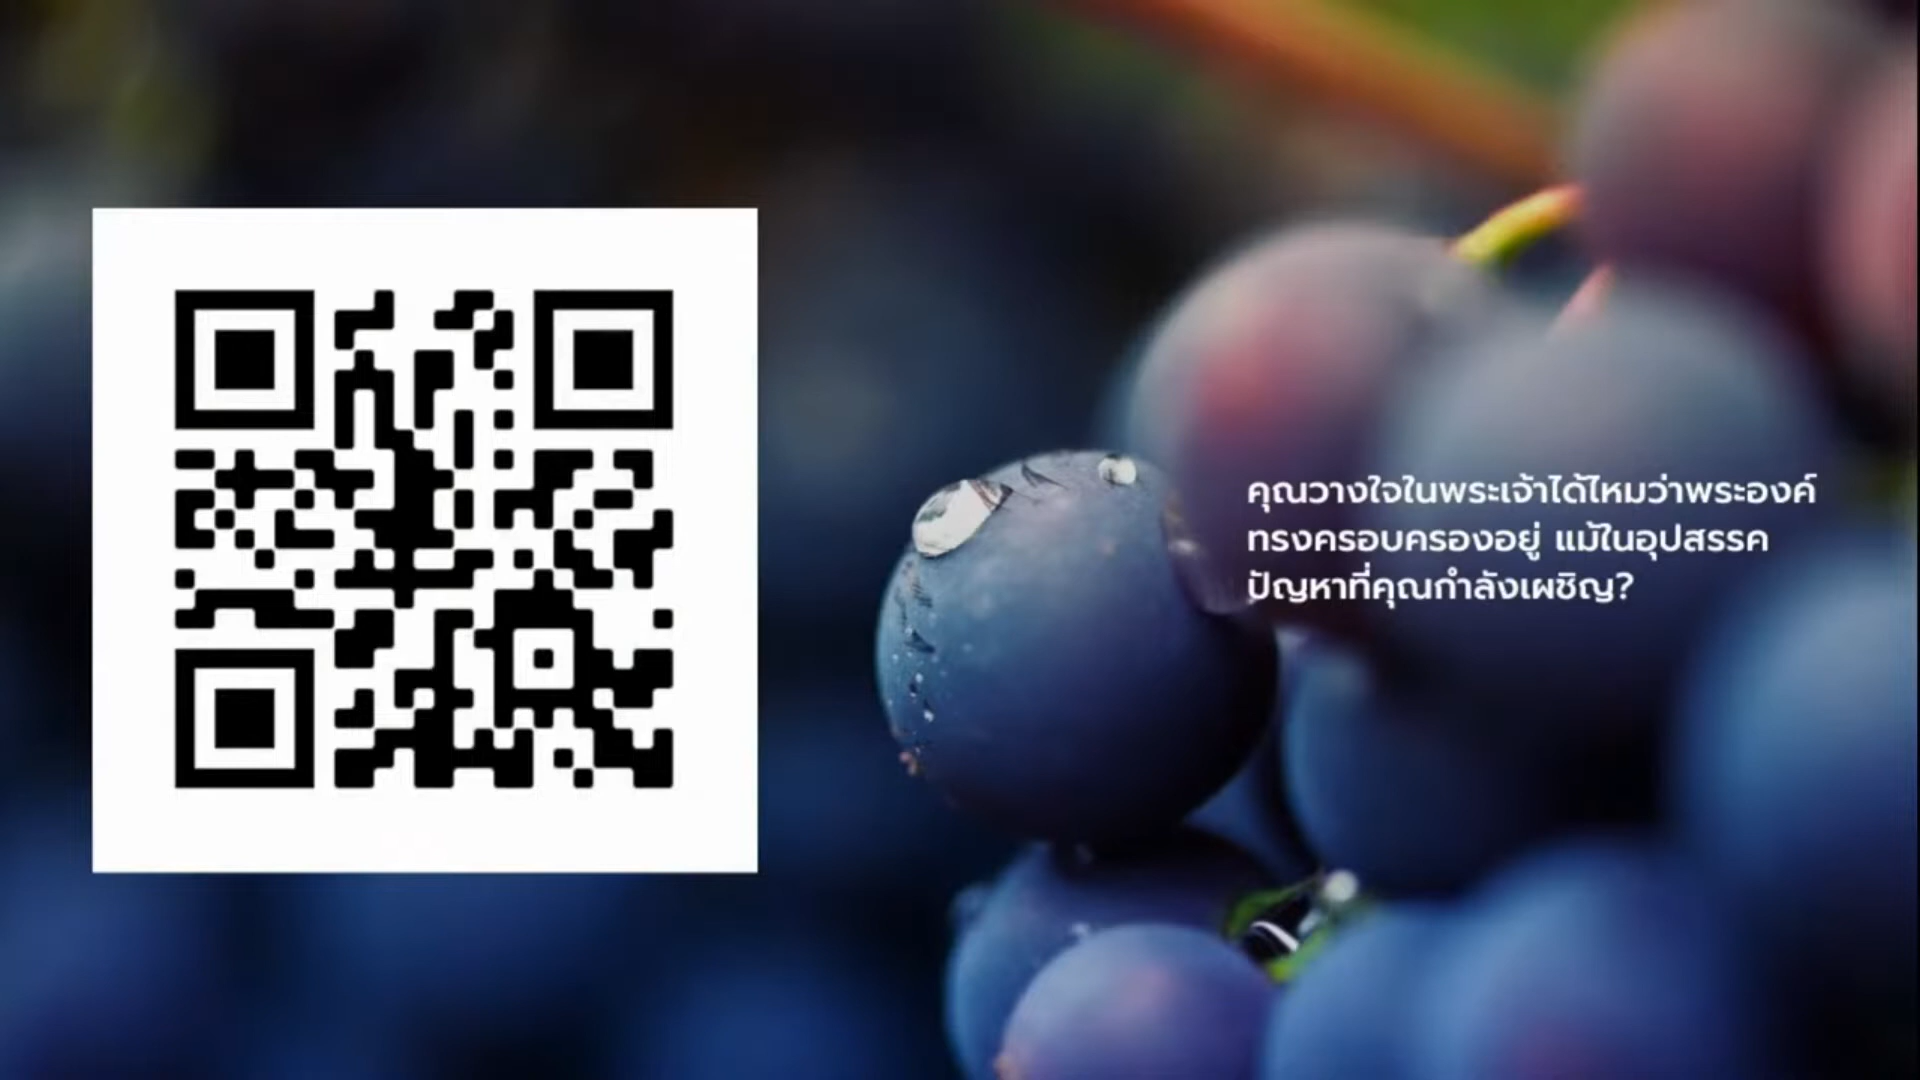 คุณวางใจในพระเจ้าได้ไหมว่าพระองค์
ทรงครอบครองอยู่ แม้ในอุปสรรค
ปัญหาที่คุณกำลังเผชิญ?